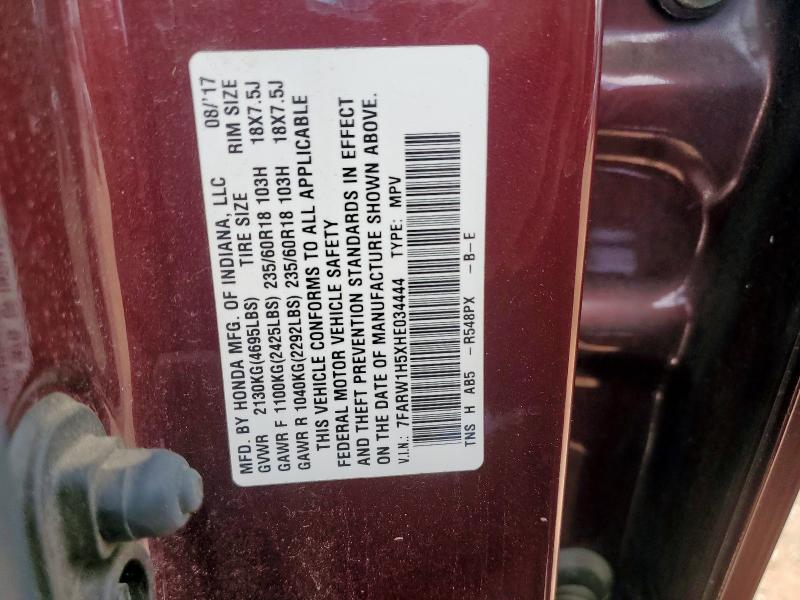 MFD. BY HONDA MFG. OF INDIANA, LLC 08/'17
GVWR 2130KG(4695LBS) TIRE SIZE RIM SIZE
GAWR F 1100KG(2425LBS) 235/60R18 103H 18X7.5J
GAWR R 1040KG(2292LBS) 235/60R18 103H 18X7.5J
THIS VEHICLE CONFORMS TO ALL APPLICABLE
FEDERAL MOTOR VEHICLE SAFETY
AND THEFT PREVENTION STANDARDS IN EFFECT
ON THE DATE OF MANUFACTURE SHOWN ABOVE.
V.I.N.: 7FARW1H5XHE034444 TYPE: MPV
TNS H AB5 -R548PX -B-E